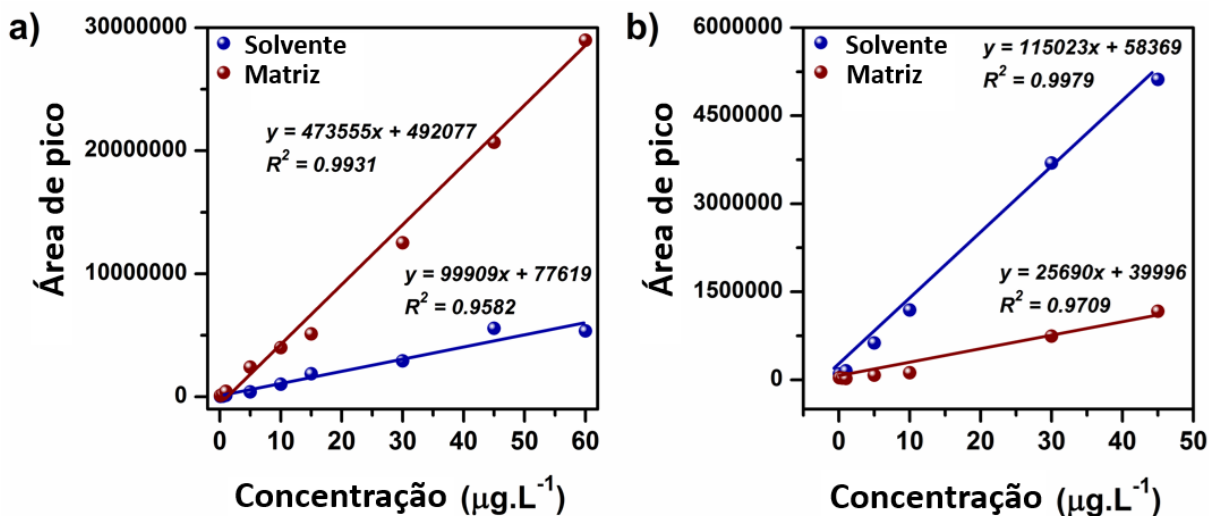 a)
Área de pico
30000000
20000000
10000000
0
Solvente
Matriz
y = 473555x + 492077
R² = 0.9931
y = 99909x + 77619
R² = 0.9582
0 10 20 30 45 60
Concentração (μg.L⁻¹)
b)
Área de pico
6000000
4500000
3000000
1500000
0
Solvente
Matriz
y = 115023x + 58369
R² = 0.9979
y = 25690x + 39996
R² = 0.9709
0 10 20 30 40 50
Concentração (μg.L⁻¹)